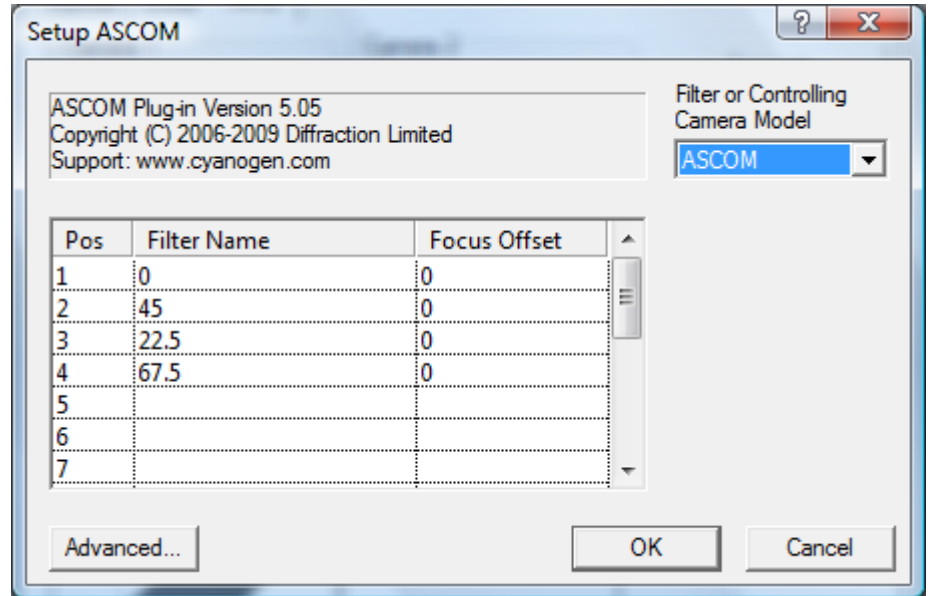 Setup ASCOM
ASCOM Plug-in Version 5.05
Copyright (C) 2006-2009 Diffraction Limited
Support: www.cyanogen.com
Filter or Controlling
Camera Model
ASCOM
Pos Filter Name Focus Offset
1 0 0
2 45 0
3 22.5 0
4 67.5 0
5
6
7
Advanced...
OK
Cancel